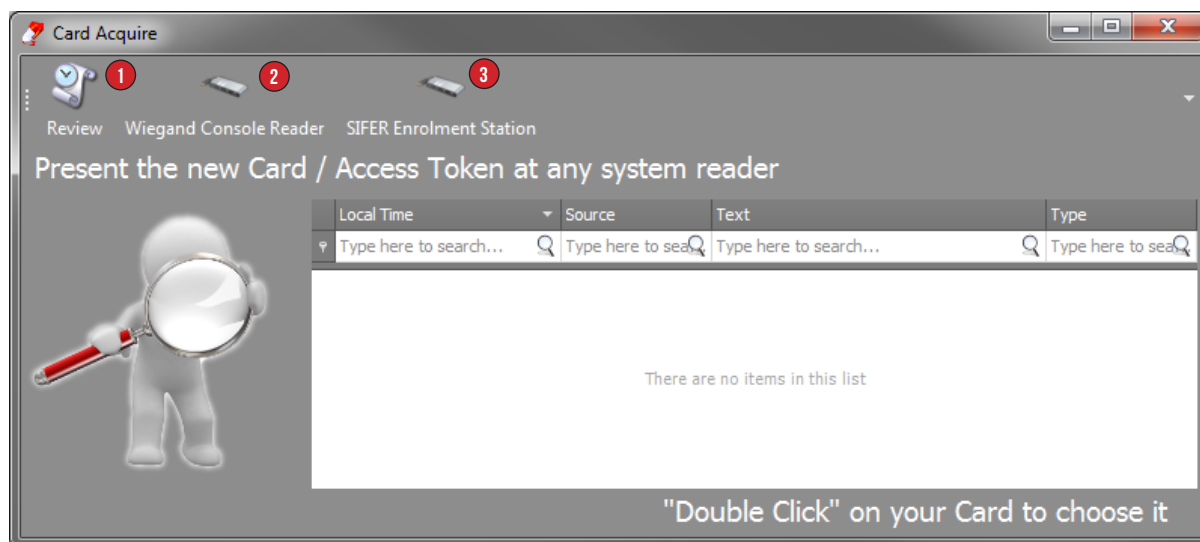 Card Acquire
1 2 3
Review Wiegand Console Reader SIFER Enrolment Station
Present the new Card / Access Token at any system reader
Local Time Source Text Type
Type here to search... Type here to sea Type here to search... Type here to sea
There are no items in this list
"Double Click" on your Card to choose it